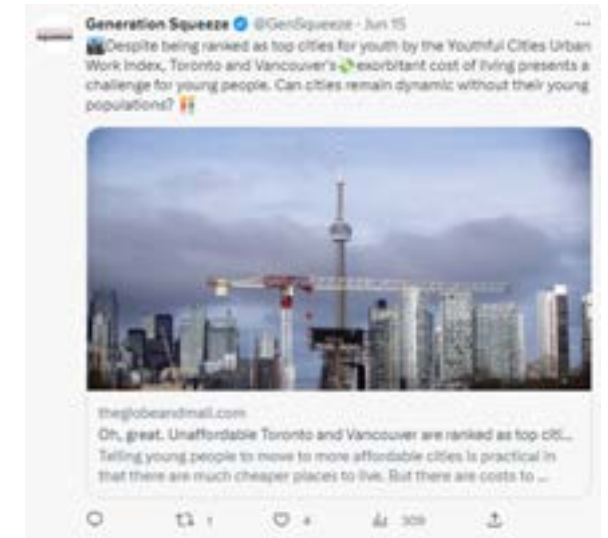 Generation Squeeze @GenSqueeze · Jun 15
Despite being ranked as top cities for youth by the Youthful Cities Urban
Work Index, Toronto and Vancouver's exorbitant cost of living presents a
challenge for young people. Can cities remain dynamic without their young
populations?
theglobeandmail.com
Oh, great. Unaffordable Toronto and Vancouver are ranked as top citi...
Telling young people to move to more affordable cities is practical in
that there are much cheaper places to live. But there are costs to ...
1 4 309